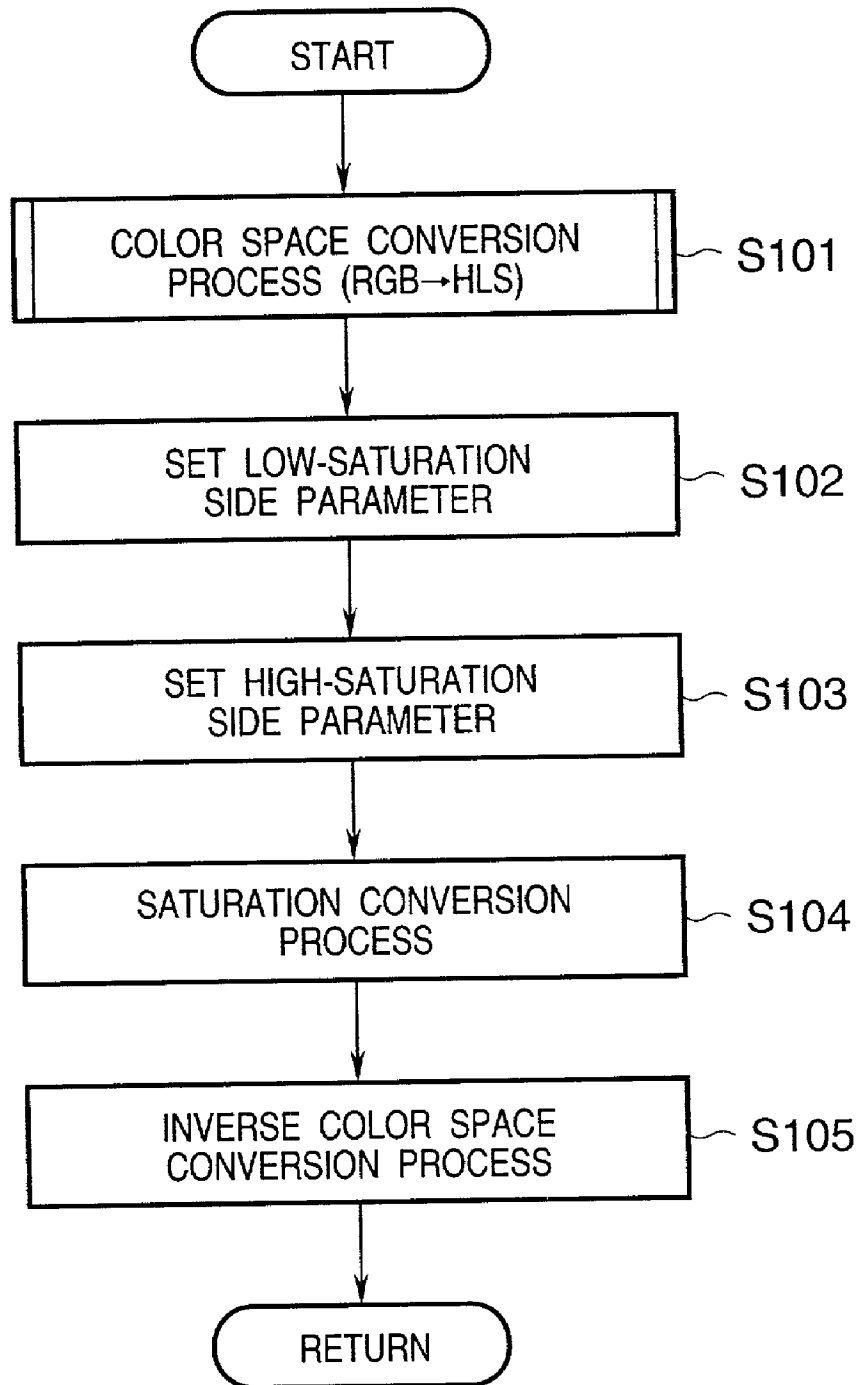 START
COLOR SPACE CONVERSION
PROCESS (RGB→HLS)
S101
SET LOW-SATURATION
SIDE PARAMETER
S102
SET HIGH-SATURATION
SIDE PARAMETER
S103
SATURATION CONVERSION
PROCESS
S104
INVERSE COLOR SPACE
CONVERSION PROCESS
S105
RETURN